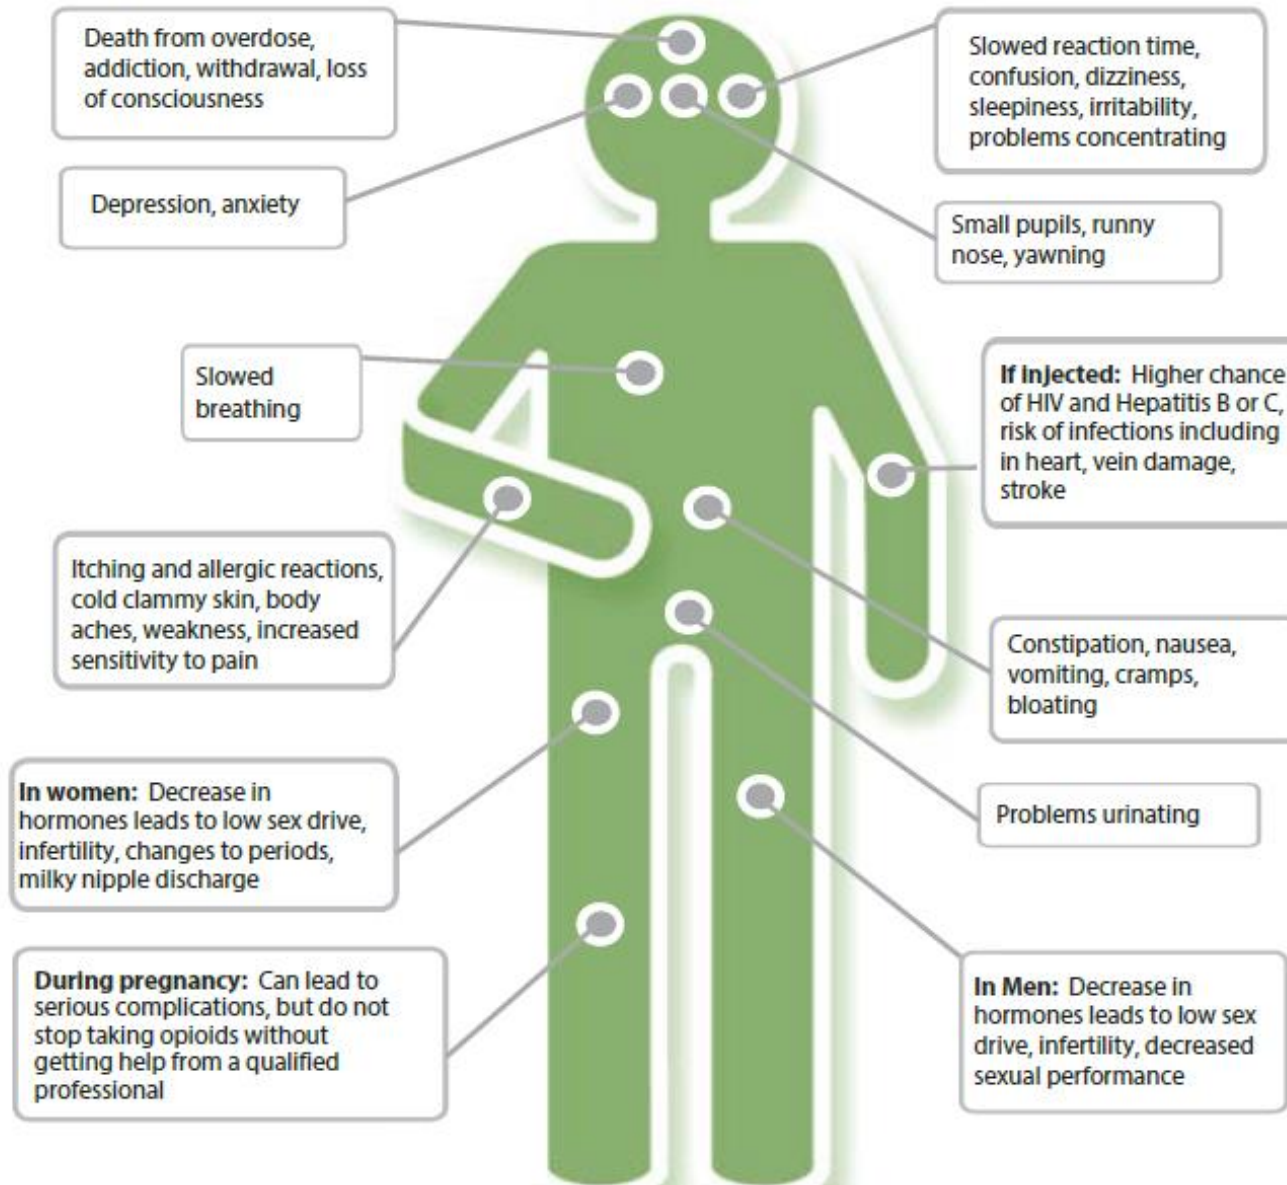 Death from overdose,
addiction, withdrawal, loss
of consciousness
Slowed reaction time,
confusion, dizziness,
sleepiness, irritability,
problems concentrating
Depression, anxiety
Small pupils, runny
nose, yawning
Slowed
breathing
If injected: Higher chance
of HIV and Hepatitis B or C,
risk of infections including
in heart, vein damage,
stroke
Itching and allergic reactions,
cold clammy skin, body
aches, weakness, increased
sensitivity to pain
Constipation, nausea,
vomiting, cramps,
bloating
In women: Decrease in
hormones leads to low sex drive,
infertility, changes to periods,
milky nipple discharge
Problems urinating
During pregnancy: Can lead to
serious complications, but do not
stop taking opioids without
getting help from a qualified
professional
In Men: Decrease in
hormones leads to low sex
drive, infertility, decreased
sexual performance